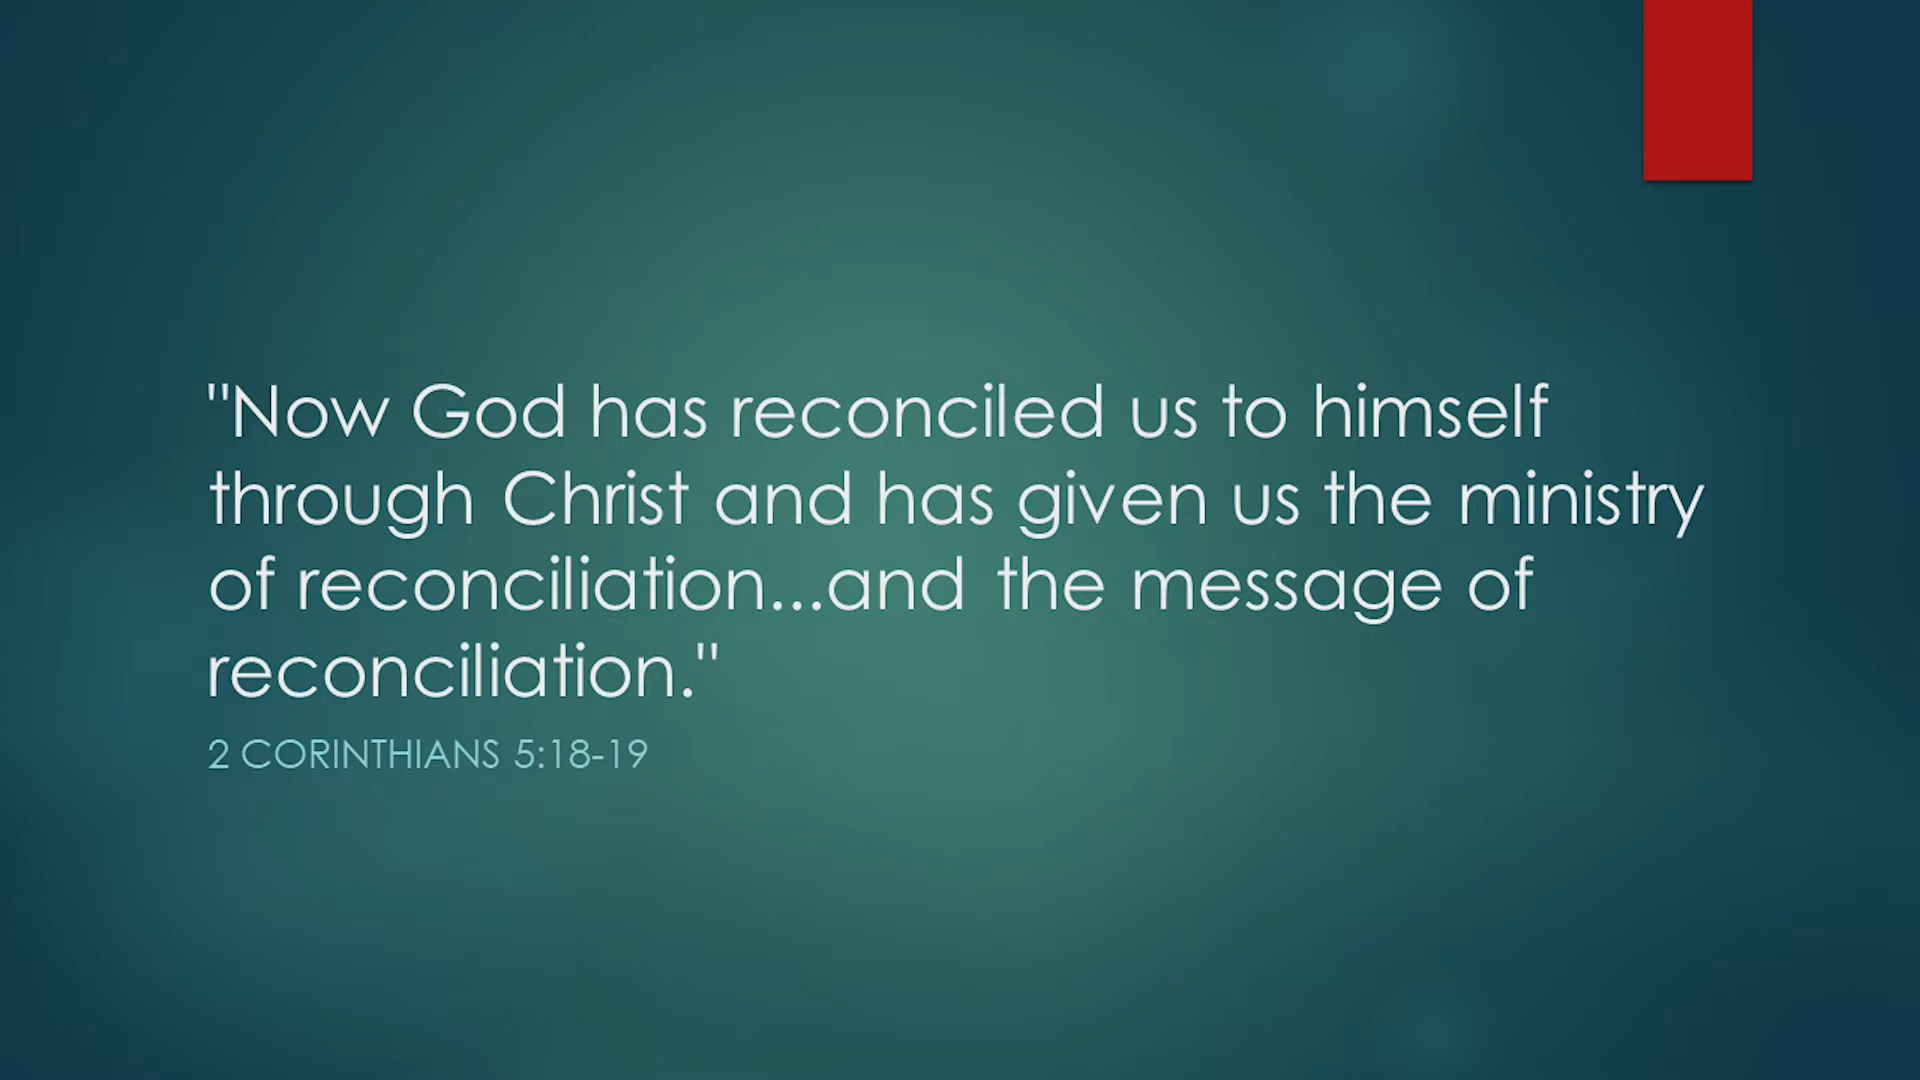 "Now God has reconciled us to himself
through Christ and has given us the ministry
of reconciliation...and the message of
reconciliation."
2 CORINTHIANS 5:18-19